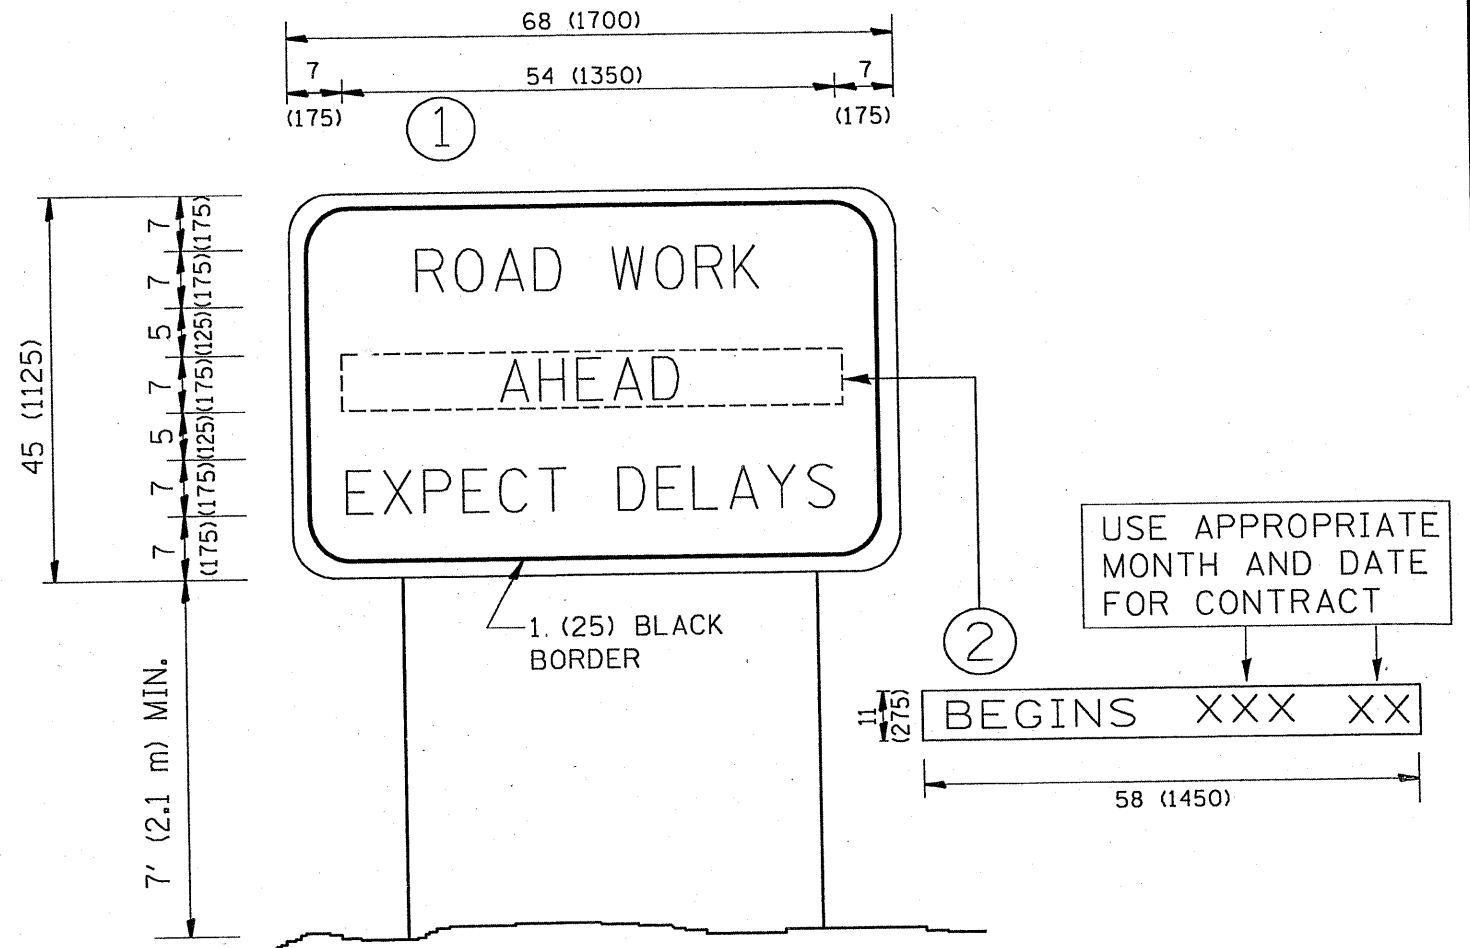 68 (1700)
7
54 (1350)
7
(175)
(175)
1
45 (1125)
7
(175)
7
(175)
5
(125)
7
(175)
5
(125)
7
(175)
7
(175)
ROAD WORK
AHEAD
EXPECT DELAYS
1. (25) BLACK
BORDER
7' (2.1 m) MIN.
USE APPROPRIATE
MONTH AND DATE
FOR CONTRACT
2
11
(275)
BEGINS XXX XX
58 (1450)